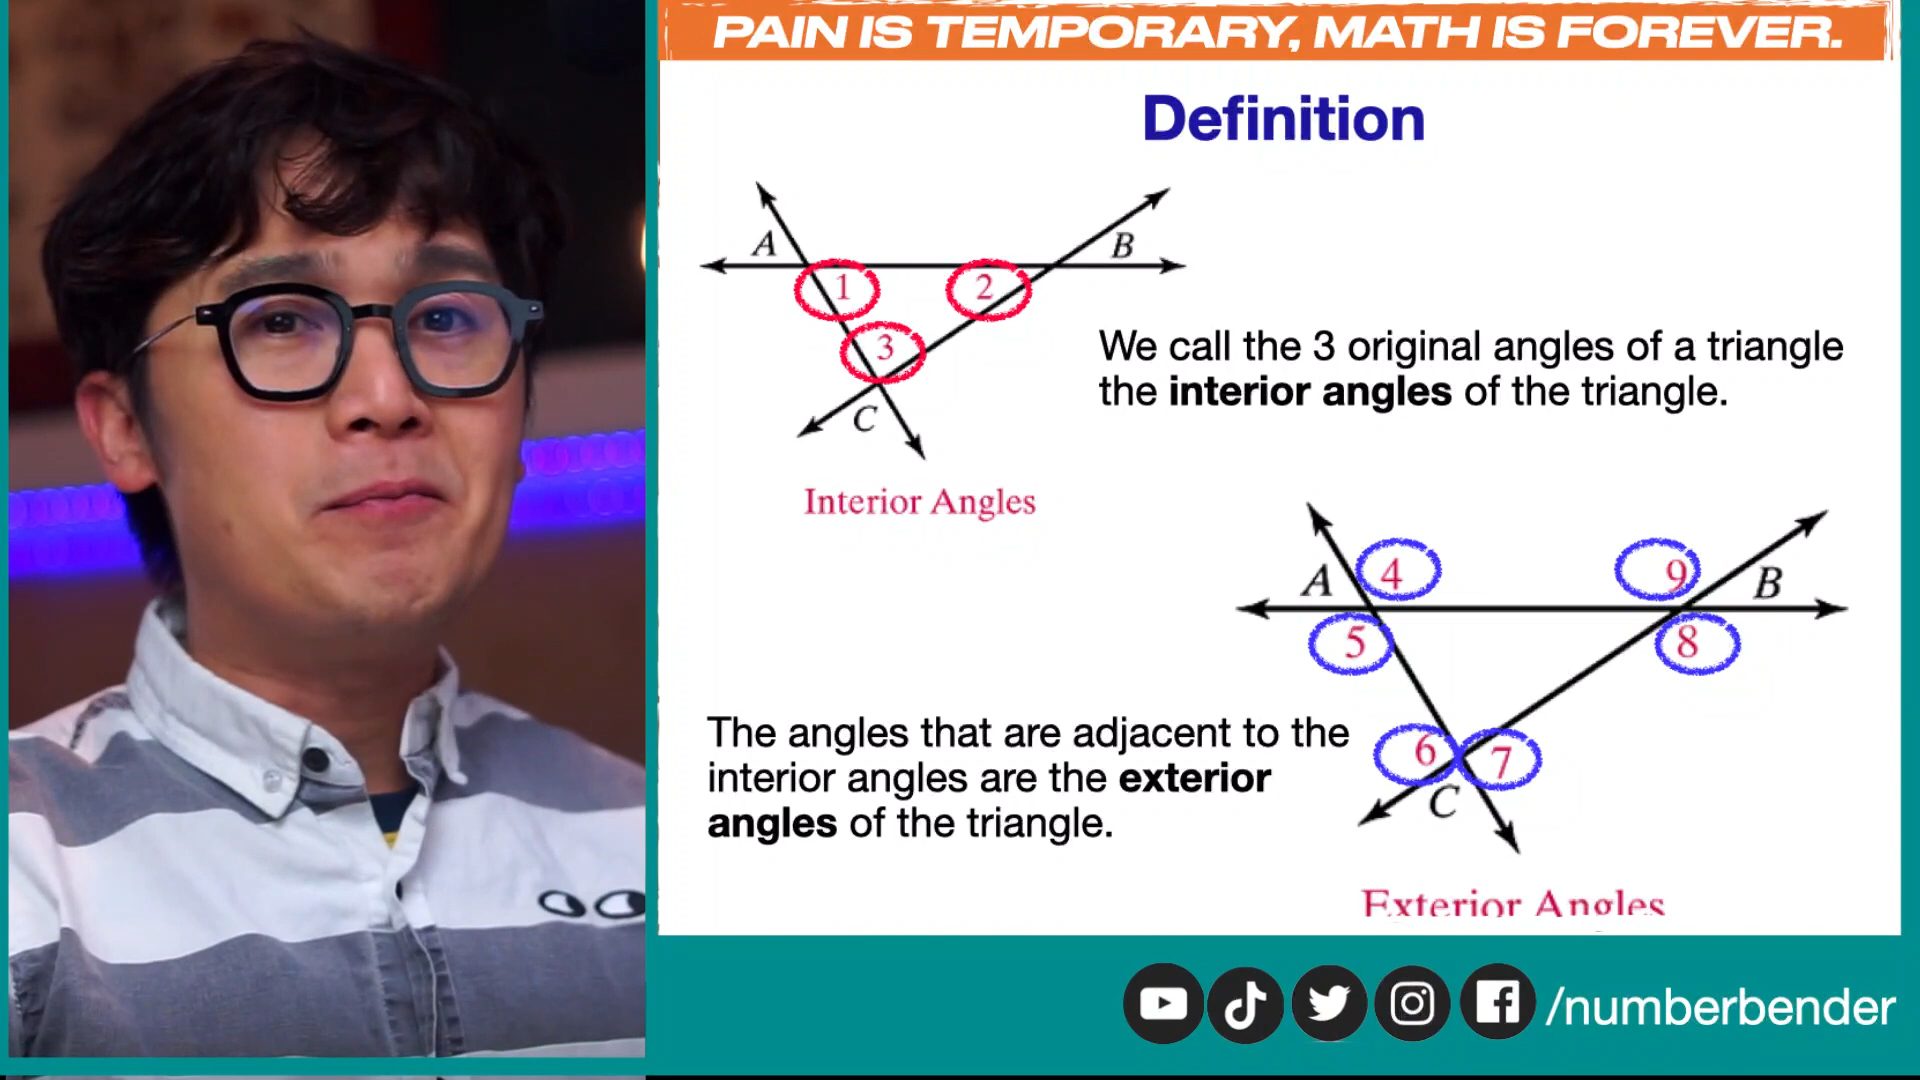 PAIN IS TEMPORARY, MATH IS FOREVER.
Definition
A
B
1
2
3
C
Interior Angles
We call the 3 original angles of a triangle
the interior angles of the triangle.
A
4
9
B
5
8
6
7
C
Exterior Angles
The angles that are adjacent to the
interior angles are the exterior
angles of the triangle.
/numberbender